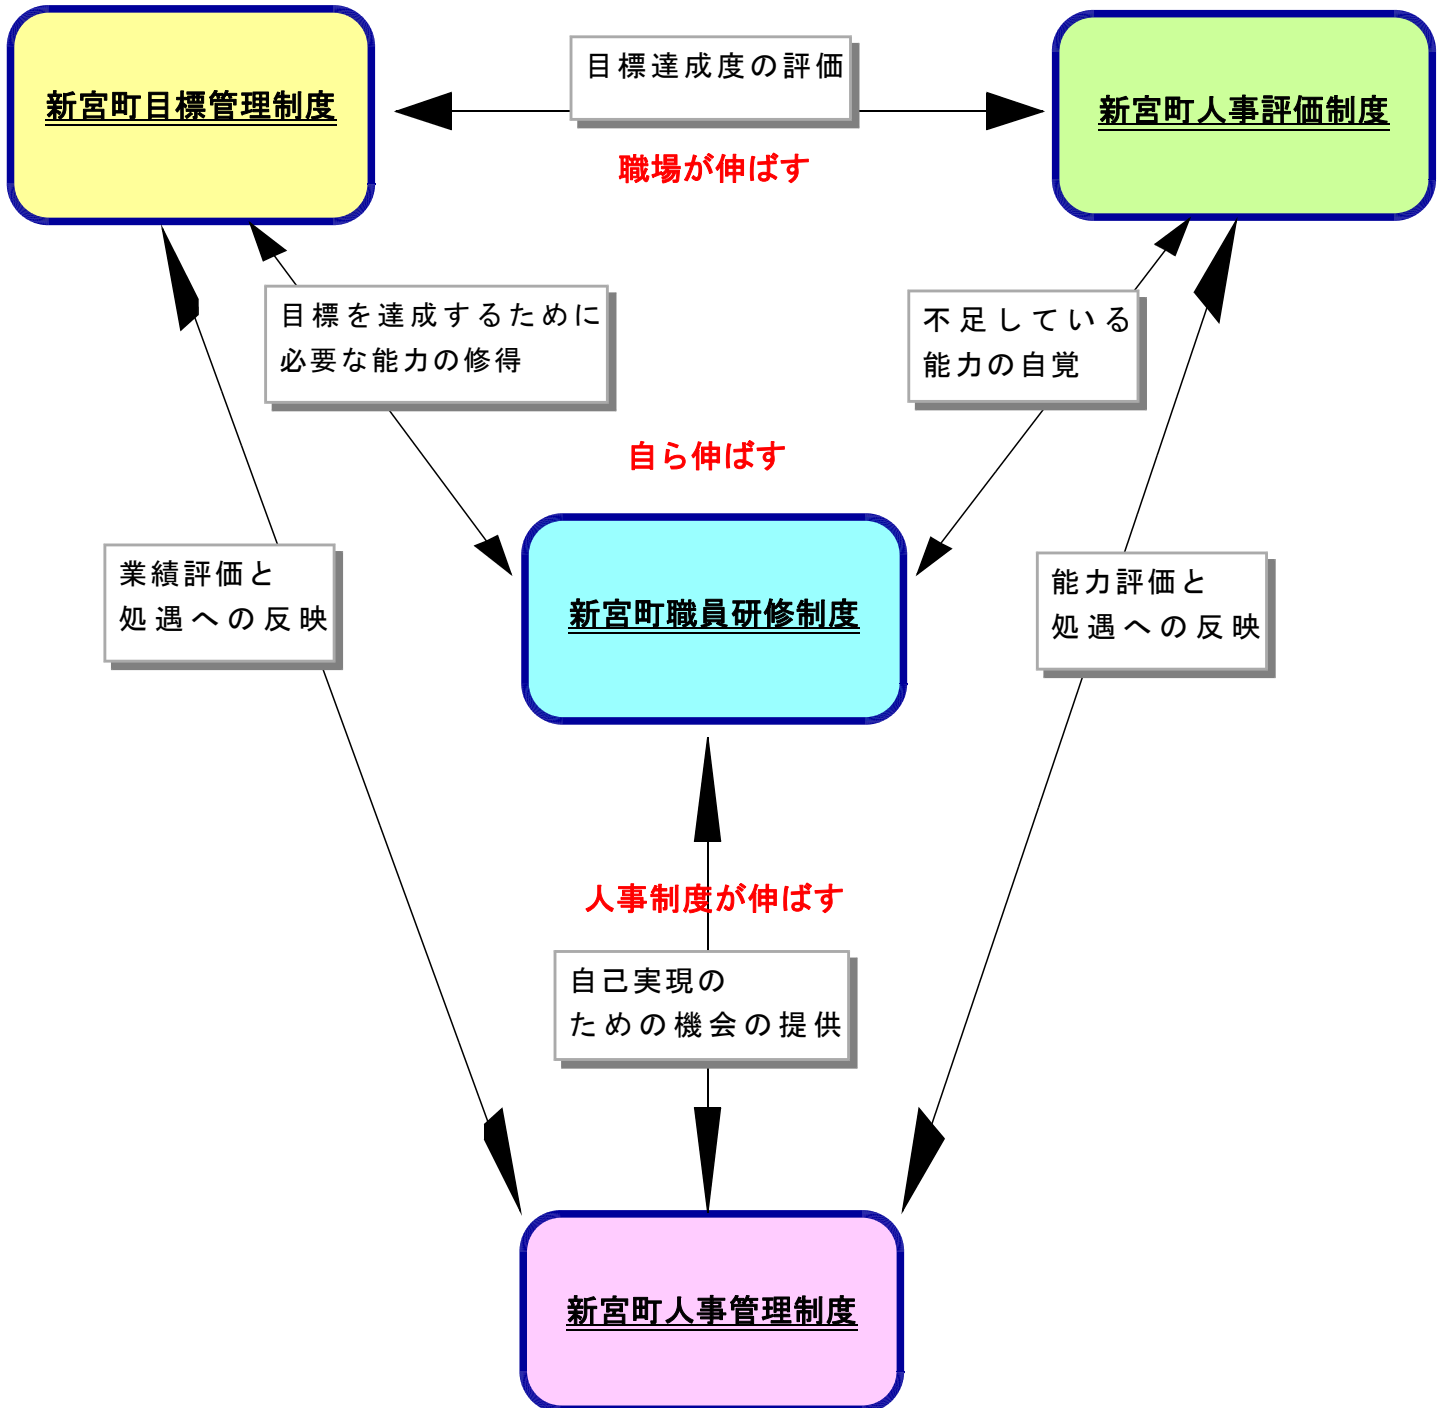 新宮町目標管理制度
目標達成度の評価
新宮町人事評価制度
職場が伸ばす
目標を達成するために
必要な能力の修得
不足している
能力の自覚
自ら伸ばす
業績評価と
処遇への反映
新宮町職員研修制度
能力評価と
処遇への反映
人事制度が伸ばす
自己実現の
ための機会の提供
新宮町人事管理制度